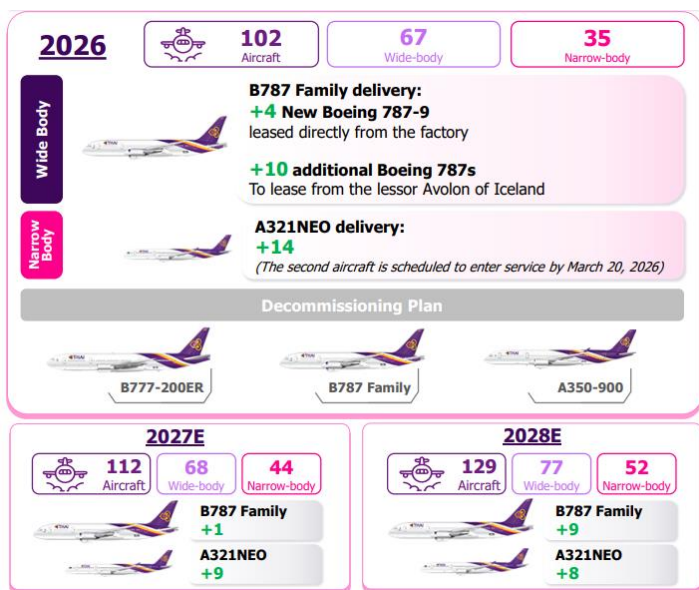 2026
102
Aircraft
67
Wide-body
35
Narrow-body
Wide Body
B787 Family delivery:
+4 New Boeing 787-9
leased directly from the factory
+10 additional Boeing 787s
To lease from the lessor Avolon of Iceland
Narrow
Body
A321NEO delivery:
+14
(The second aircraft is scheduled to enter service by March 20, 2026)
Decommissioning Plan
THAI
THAI
THAI
B777-200ER
B787 Family
A350-900
2027E
112
Aircraft
68
Wide-body
44
Narrow-body
B787 Family
+1
A321NEO
+9
2028E
129
Aircraft
77
Wide-body
52
Narrow-body
B787 Family
+9
A321NEO
+8